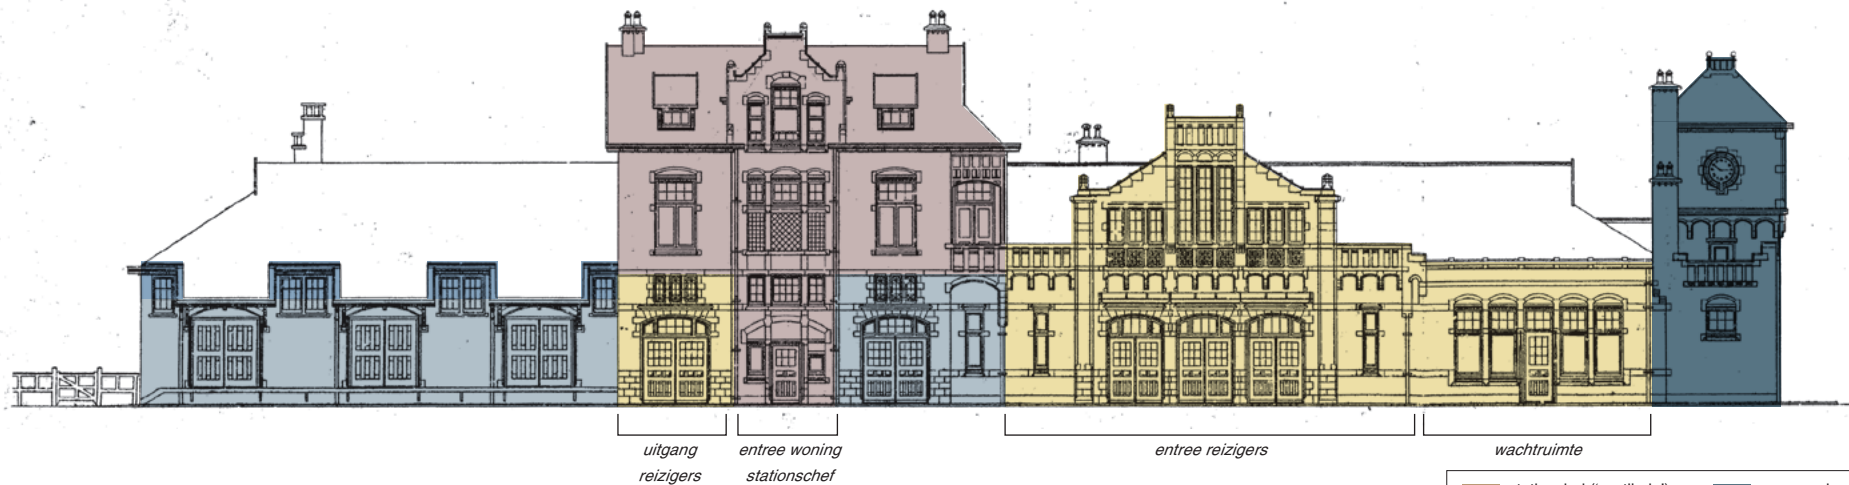 uitgang
reizigers
entree woning
stationschef
entree reizigers
wachtruimte